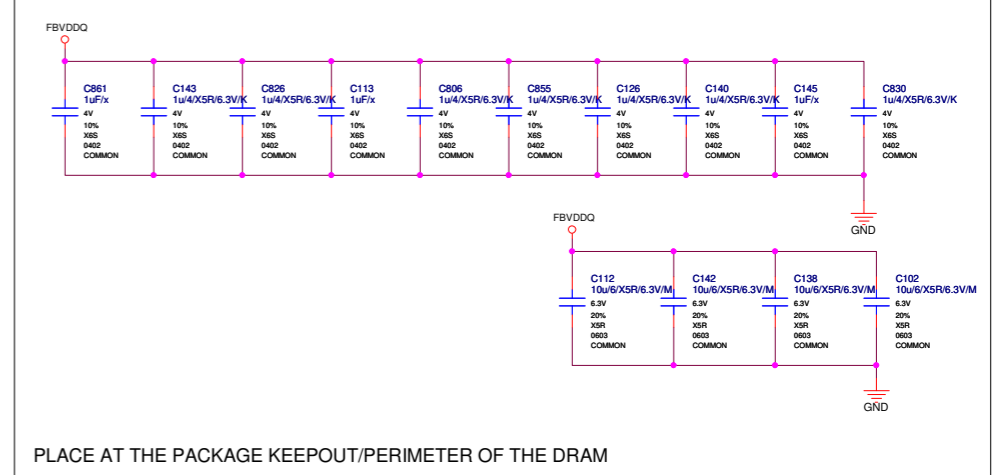 FBVDDQ
C861
1uF/x
4V
10%
X6S
0402
COMMON
C143
1u/4/X5R/6.3V/K
4V
10%
X6S
0402
COMMON
C826
1u/4/X5R/6.3V/K
4V
10%
X6S
0402
COMMON
C113
1uF/x
4V
10%
X6S
0402
COMMON
C806
1u/4/X5R/6.3V/K
4V
10%
X6S
0402
COMMON
C855
1u/4/X5R/6.3V/K
4V
10%
X6S
0402
COMMON
C126
1u/4/X5R/6.3V/K
4V
10%
X6S
0402
COMMON
C140
1u/4/X5R/6.3V/K
4V
10%
X6S
0402
COMMON
C145
1uF/x
4V
10%
X6S
0402
COMMON
C830
1u/4/X5R/6.3V/K
4V
10%
X6S
0402
COMMON
GND
FBVDDQ
C112
10u/6/X5R/6.3V/M
6.3V
20%
X5R
0603
COMMON
C142
10u/6/X5R/6.3V/M
6.3V
20%
X5R
0603
COMMON
C138
10u/6/X5R/6.3V/M
6.3V
20%
X5R
0603
COMMON
C102
10u/6/X5R/6.3V/M
6.3V
20%
X5R
0603
COMMON
GND
PLACE AT THE PACKAGE KEEPOUT/PERIMETER OF THE DRAM